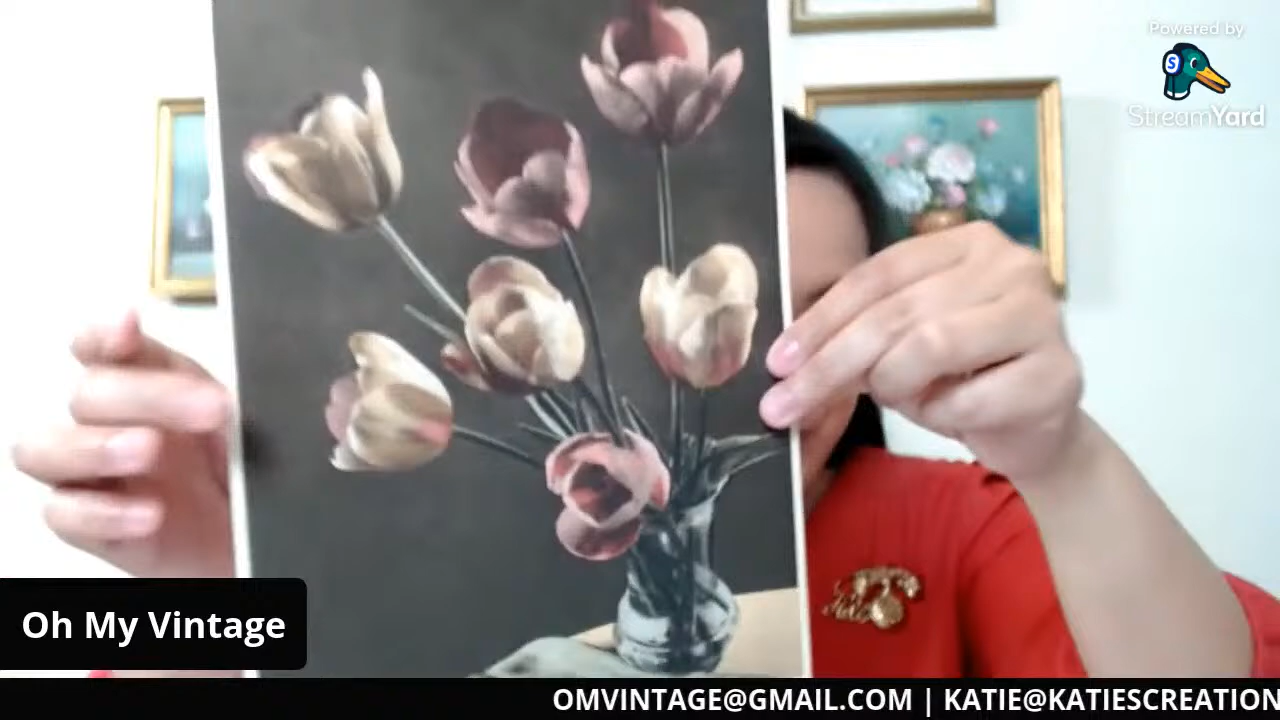 Powered by
S
StreamYard
Oh My Vintage
OMVINTAGE@GMAIL.COM | KATIE@KATIESCREATION